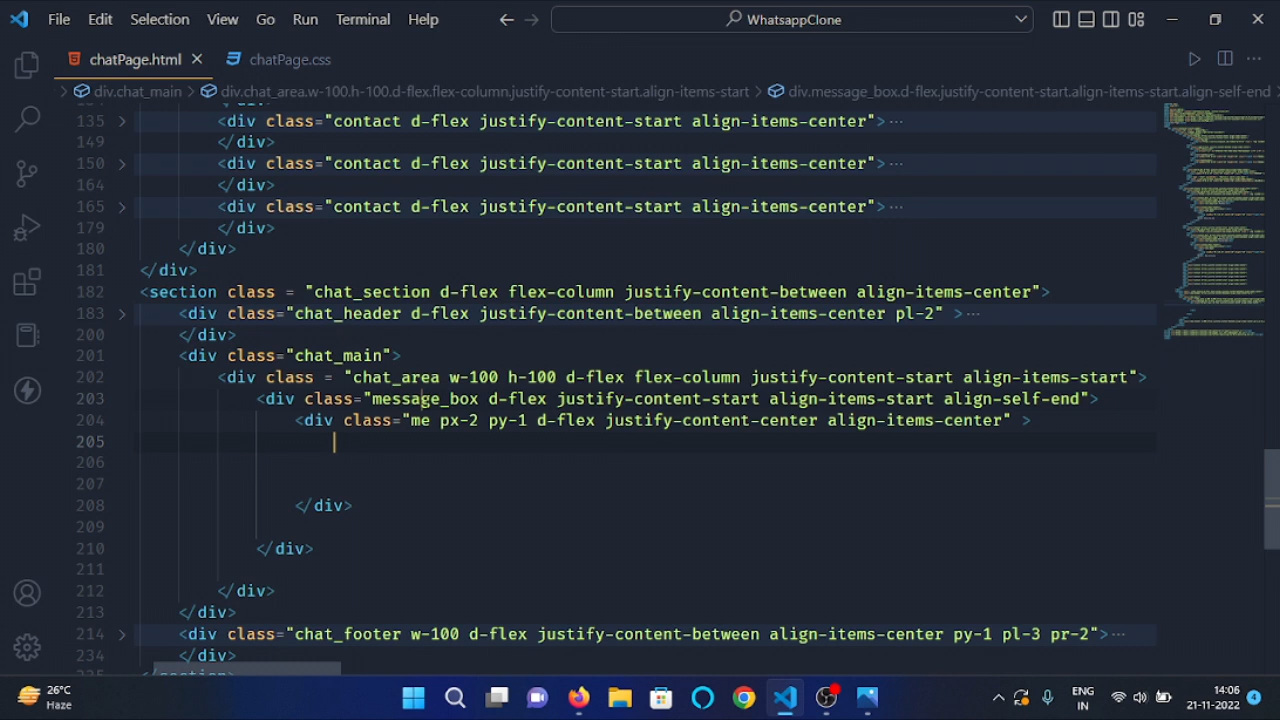 File Edit Selection View Go Run Terminal Help WhatsappClone
chatPage.html chatPage.css
div.chat_main div.chat_area.w-100.h-100.d-flex.flex-column.justify-content-start.align-items-start div.message_box.d-flex.justify-content-start.align-items-start.align-self-end
135 <div class="contact d-flex justify-content-start align-items-center">…
149 </div>
150 <div class="contact d-flex justify-content-start align-items-center">…
164 </div>
165 <div class="contact d-flex justify-content-start align-items-center">…
179 </div>
180 </div>
181 </div>
182 <section class = "chat_section d-flex flex-column justify-content-between align-items-center">
183 <div class="chat_header d-flex justify-content-between align-items-center pl-2" >…
200 </div>
201 <div class="chat_main">
202 <div class = "chat_area w-100 h-100 d-flex flex-column justify-content-start align-items-start">
203 <div class="message_box d-flex justify-content-start align-items-start align-self-end">
204 <div class="me px-2 py-1 d-flex justify-content-center align-items-center" >
205
206
207
208 </div>
209
210 </div>
211
212 </div>
213 </div>
214 <div class="chat_footer w-100 d-flex justify-content-between align-items-center py-1 pl-3 pr-2">…
234 </div>
26°C
Haze
ENG
IN
14:06
21-11-2022
4